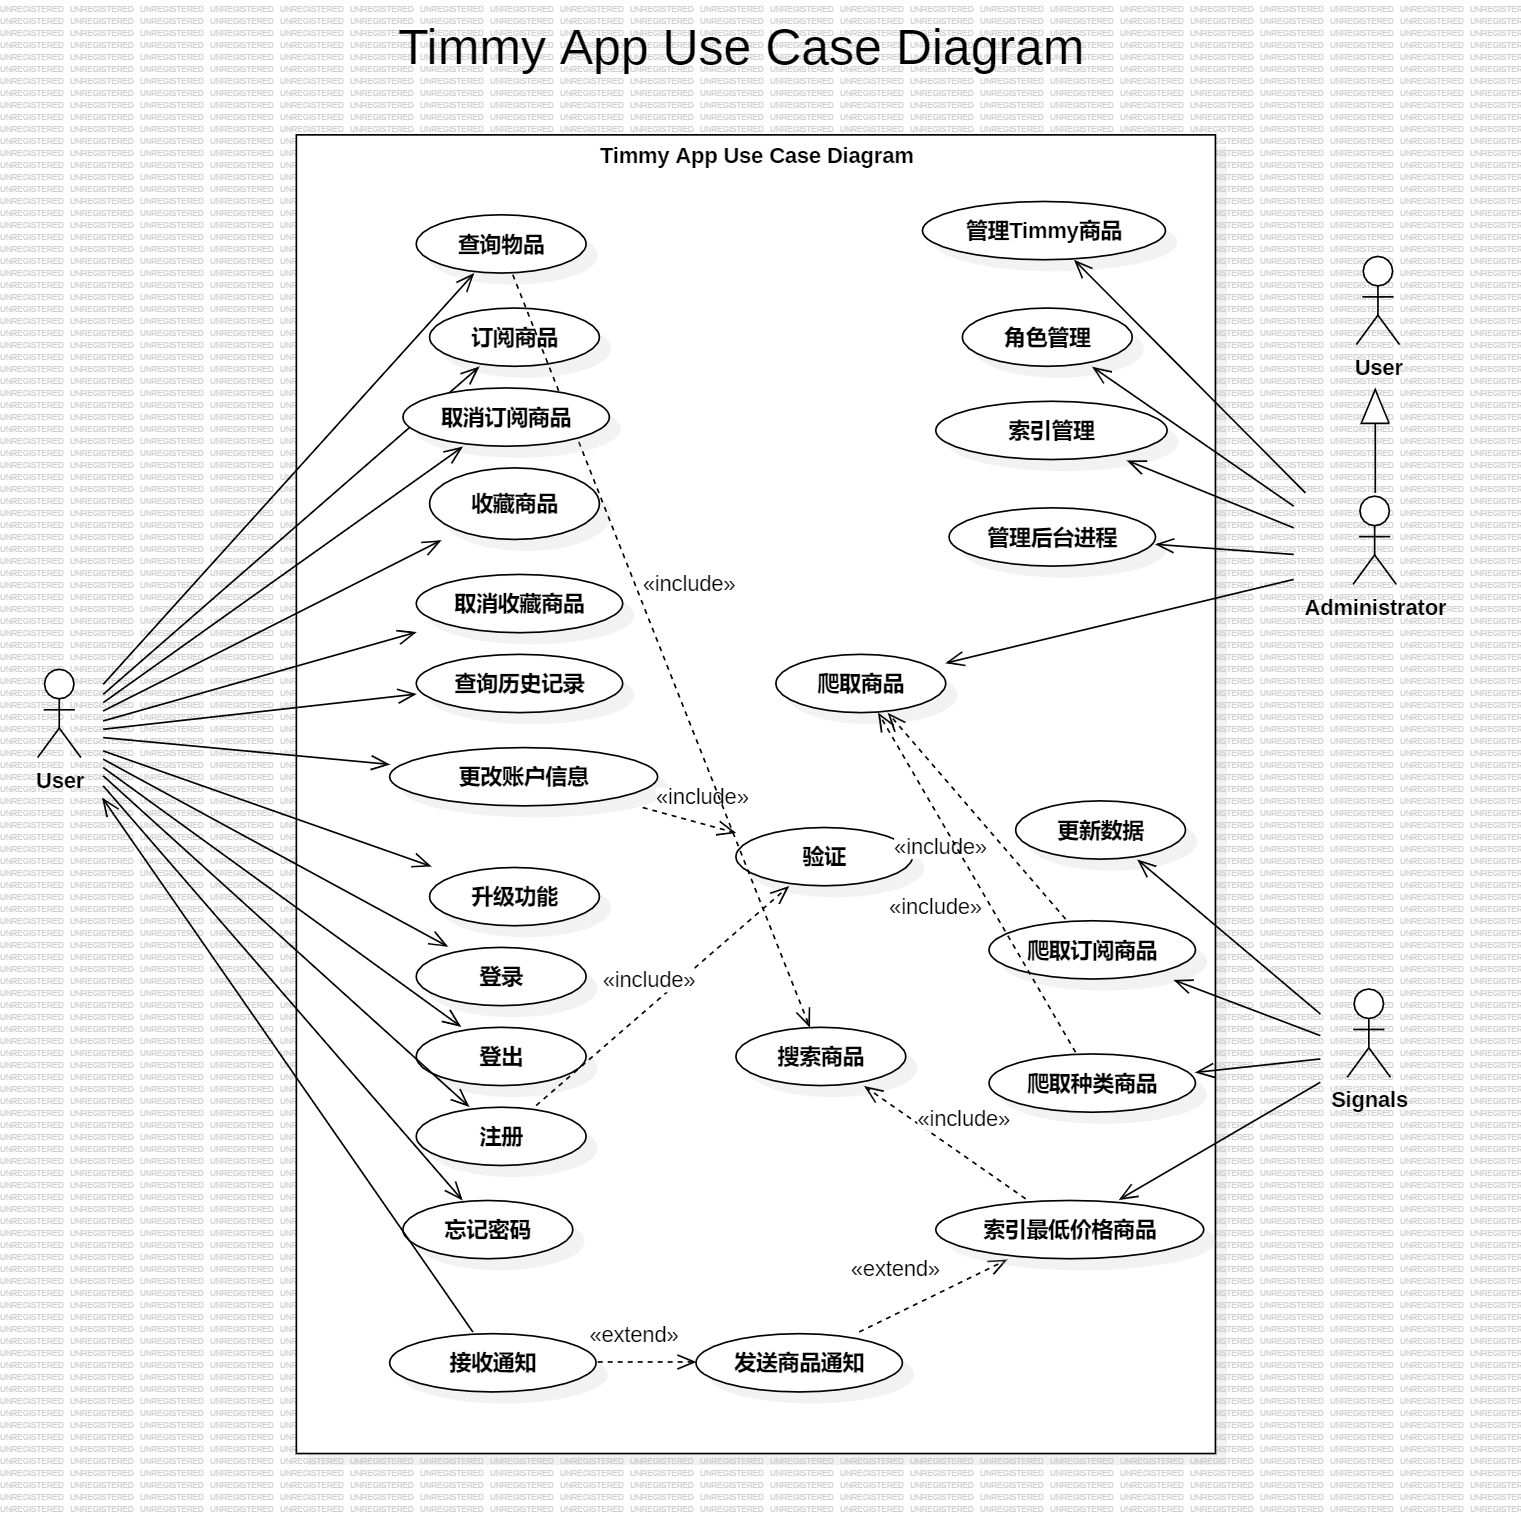 Timmy App Use Case Diagram
Timmy App Use Case Diagram
查询物品
管理Timmy商品
订阅商品
角色管理
User
取消订阅商品
索引管理
收藏商品
管理后台进程
«include»
取消收藏商品
Administrator
查询历史记录
爬取商品
User
更改账户信息
«include»
更新数据
验证
«include»
升级功能
«include»
爬取订阅商品
登录
«include»
登出
搜索商品
爬取种类商品
Signals
«include»
注册
忘记密码
索引最低价格商品
«extend»
«extend»
接收通知
发送商品通知
UNREGISTERED